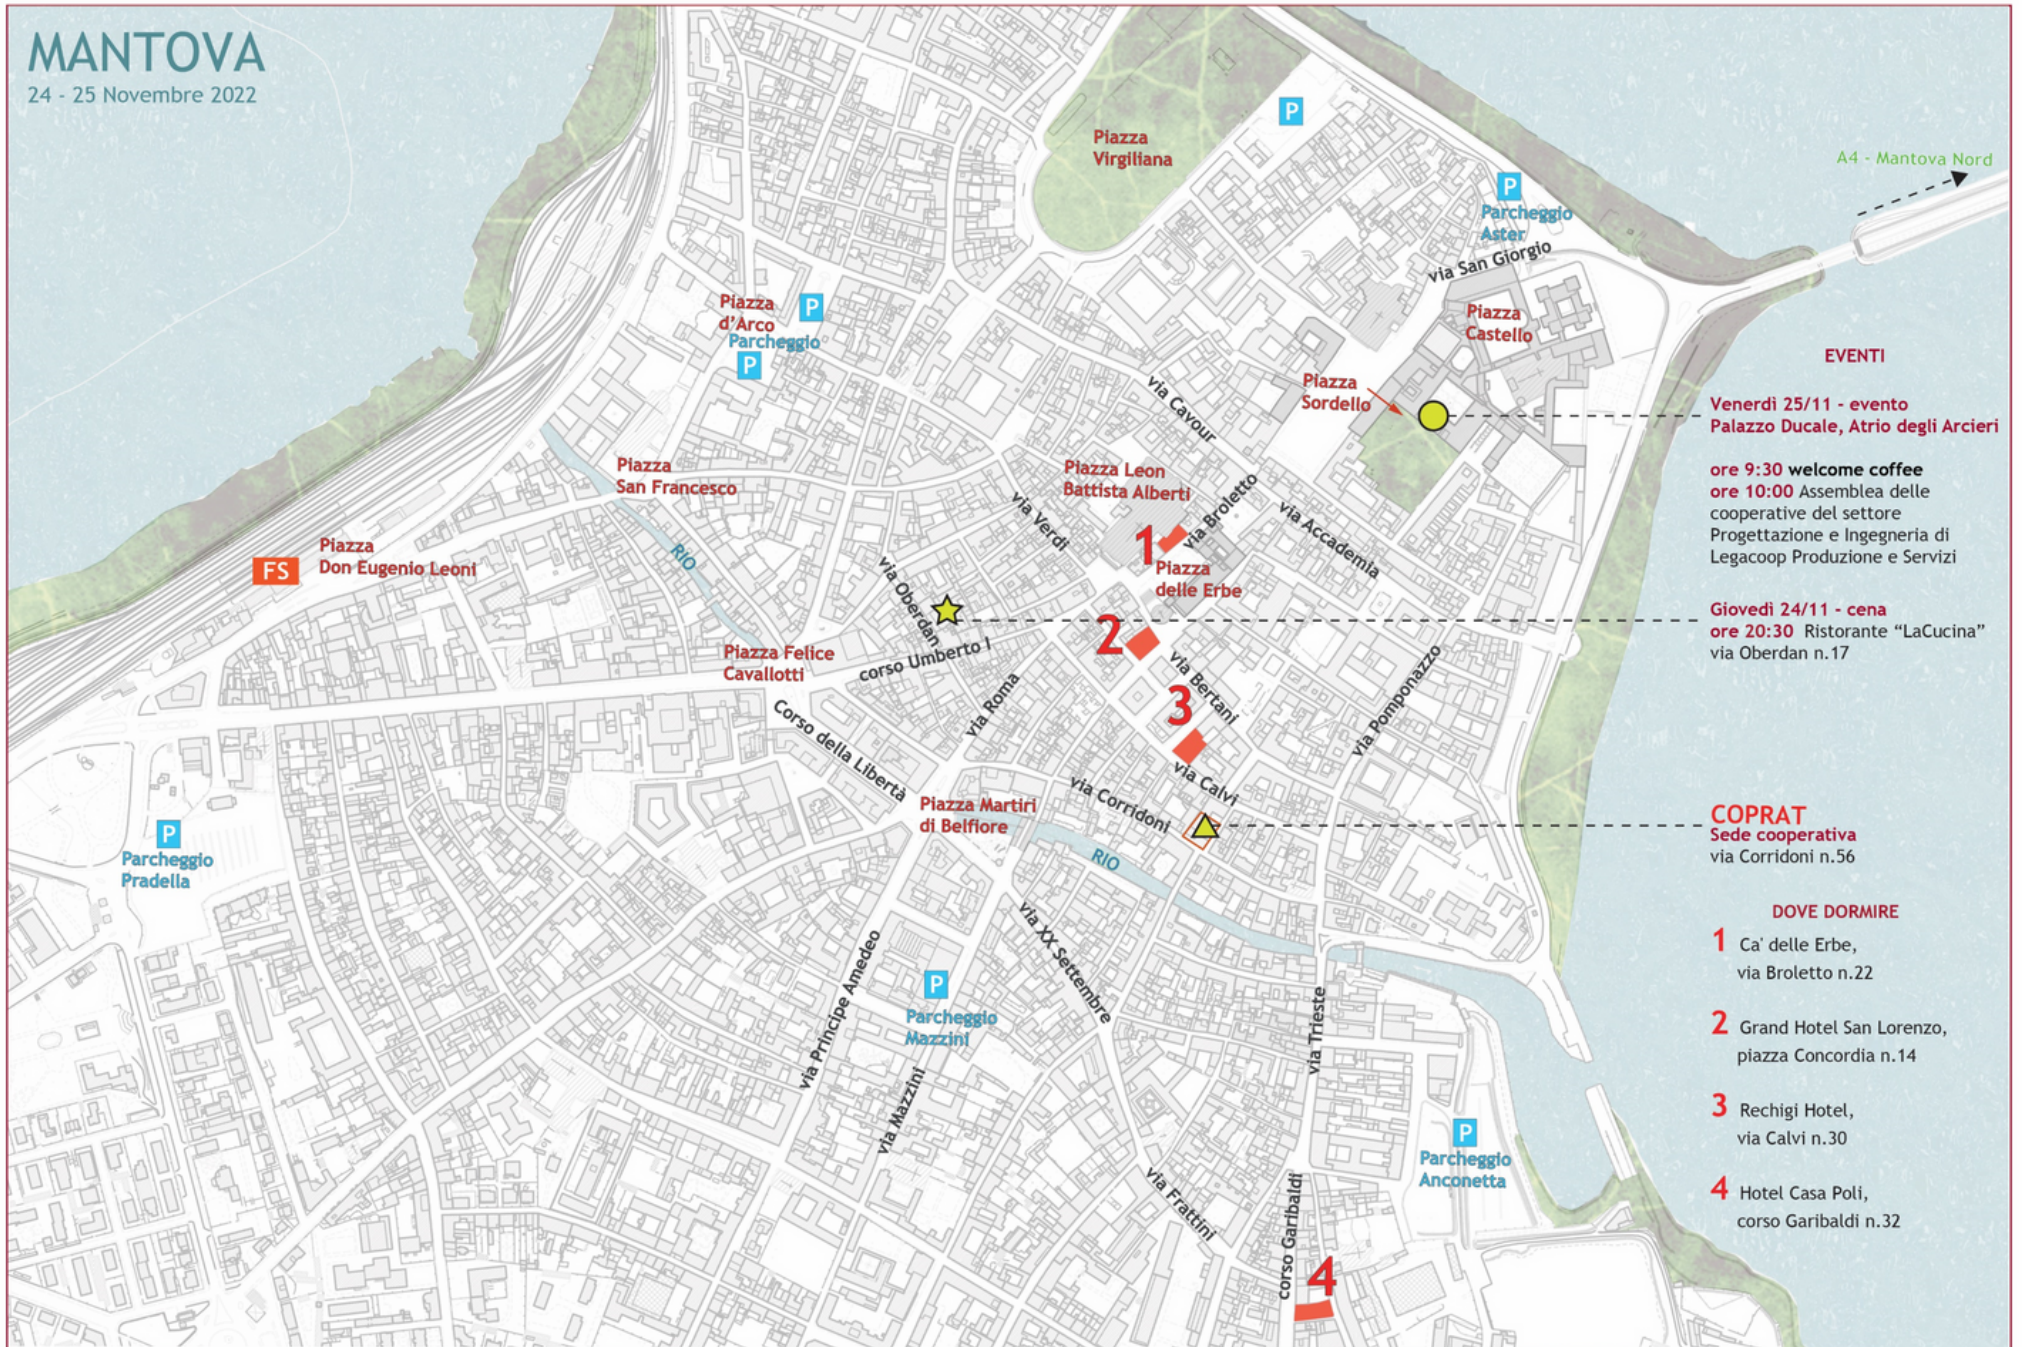 MANTOVA
24 - 25 Novembre 2022
P
Piazza
Virgiliana
A4 - Mantova Nord
P
Parcheggio
Aster
via San Giorgio
Piazza
d'Arco
P
Parcheggio
P
Piazza
Castello
Piazza
Sordello
via Cavour
Piazza
San Francesco
Piazza Leon
Battista Alberti
via Broletto
via Verdi
via Accademia
1
Piazza
delle Erbe
FS
Piazza
Don Eugenio Leoni
RIO
via Oberdan
2
Piazza Felice
Cavallotti
corso Umberto I
via Roma
3
via Bertani
via Pomponazzo
Corso della Libertà
via Calvi
via Corridoni
Piazza Martiri
di Belfiore
RIO
P
Parcheggio
Pradella
via XX Settembre
via Principe Amedeo
P
Parcheggio
Mazzini
via Mazzini
via Trieste
P
Parcheggio
Anconetta
via Frattini
corso Garibaldi
4
EVENTI
Venerdì 25/11 - evento
Palazzo Ducale, Atrio degli Arcieri
ore 9:30 welcome coffee
ore 10:00 Assemblea delle
cooperative del settore
Progettazione e Ingegneria di
Legacoop Produzione e Servizi
Giovedì 24/11 - cena
ore 20:30 Ristorante “LaCucina”
via Oberdan n.17
COPRAT
Sede cooperativa
via Corridoni n.56
DOVE DORMIRE
1 Ca' delle Erbe,
via Broletto n.22
2 Grand Hotel San Lorenzo,
piazza Concordia n.14
3 Rechigi Hotel,
via Calvi n.30
4 Hotel Casa Poli,
corso Garibaldi n.32